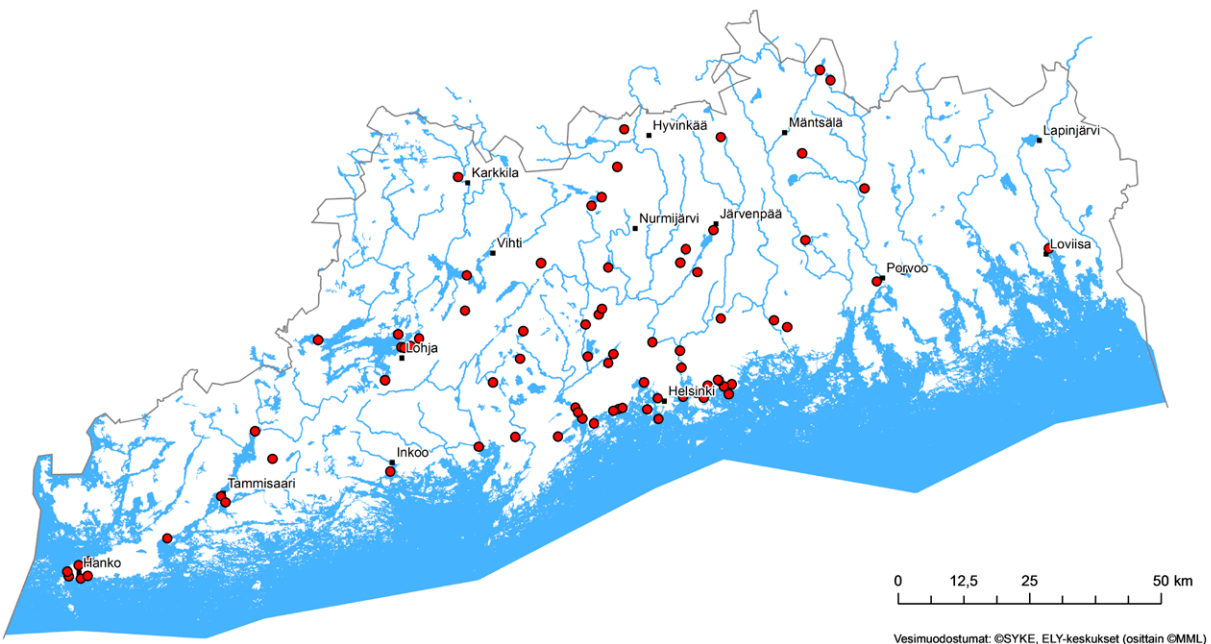 Hyvinkää
Mäntsälä
Lapinjärvi
Karkkila
Nurmijärvi
Järvenpää
Vihti
Loviisa
Porvoo
Lohja
Helsinki
Inkoo
Tammisaari
Hanko
0 12,5 25 50 km
Vesimuodostumat: ©SYKE, ELY-keskukset (osittain ©MML)